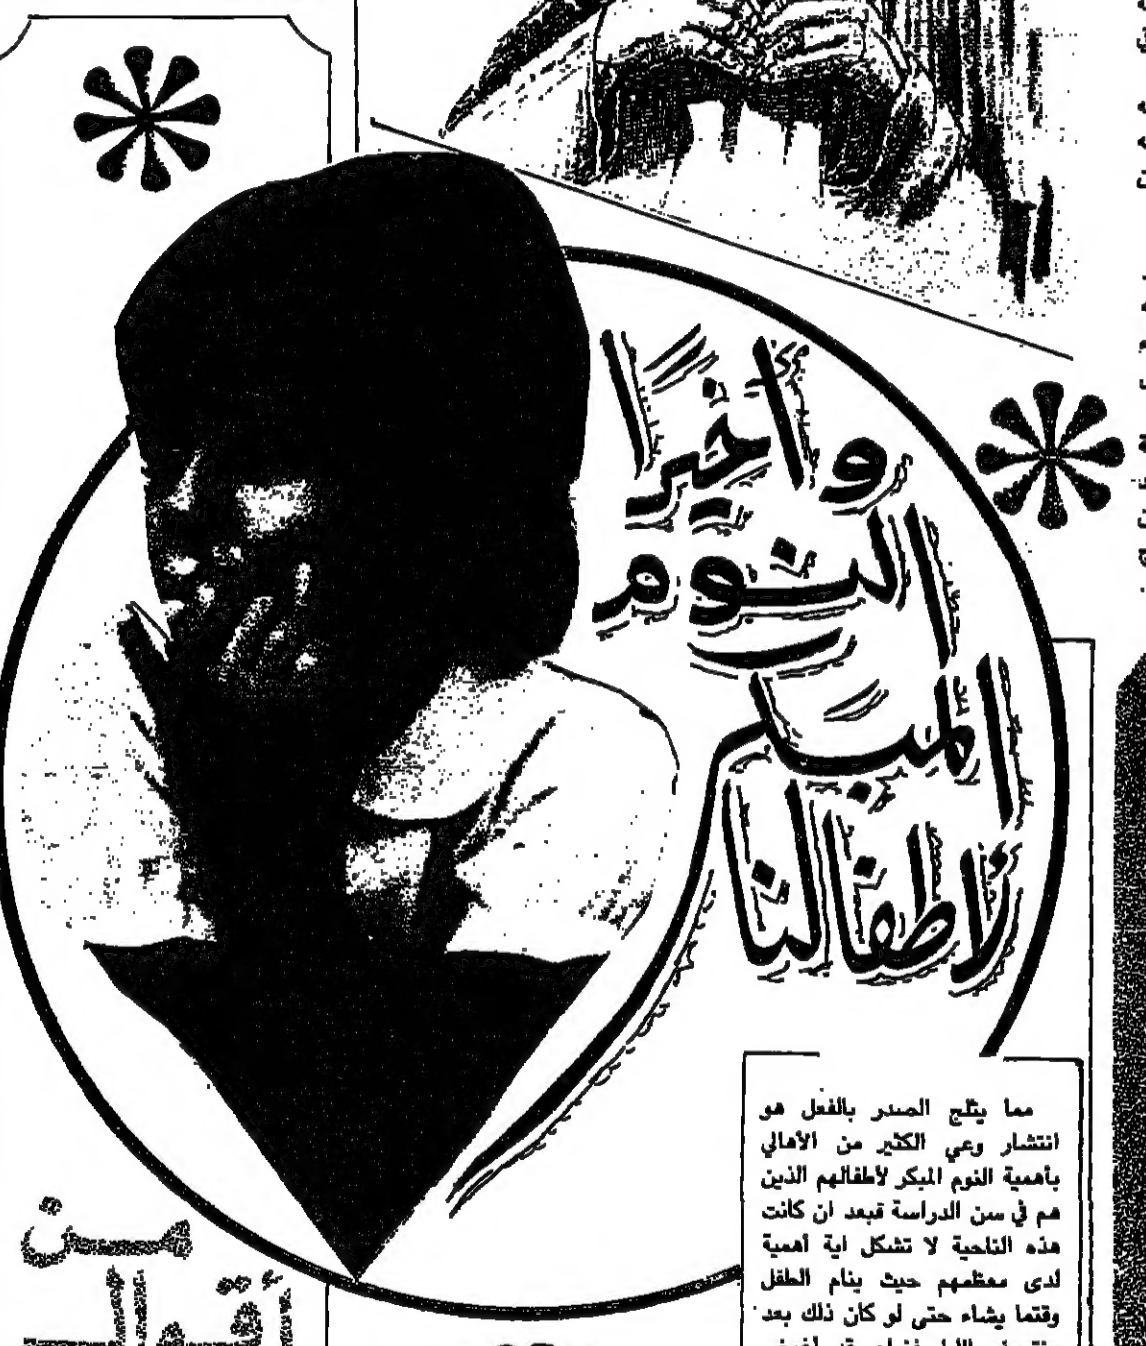 وأخيرًا
النوم
المبكر
لأطفالنا
مما يثلج الصدر بالفعل هو
انتشار وعي الكثير من الأهالي
بأهمية النوم المبكر لأطفالهم الذين
هم في سن الدراسة فبعد ان كانت
هذه الناحية لا تشكل اية أهمية
لدى معظمهم حيث ينام الطفل
وقتما يشاء حتى لو كان ذلك بعد
من